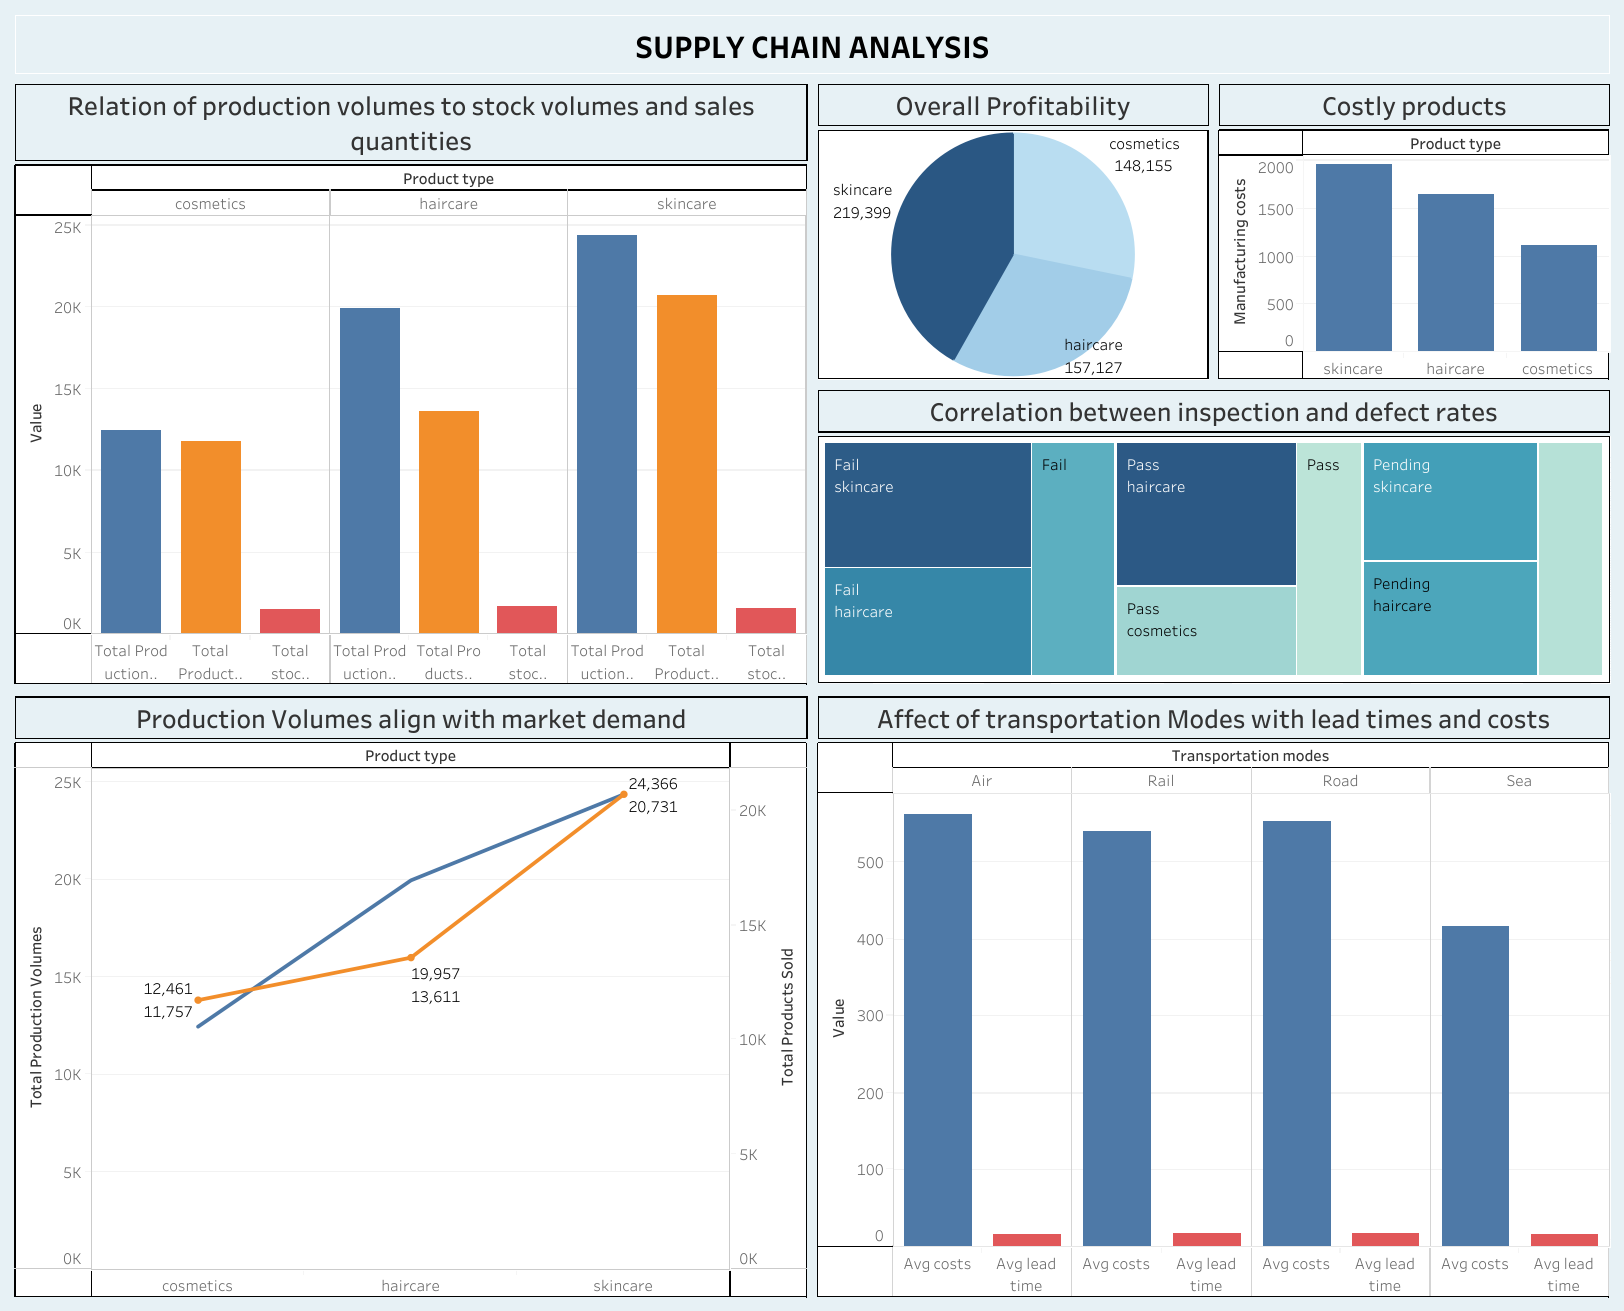 SUPPLY CHAIN ANALYSIS
Relation of production volumes to stock volumes and sales
quantities
Product type
cosmetics
haircare
skincare
25K
20K
15K
10K
5K
0K
Value
Total Prod
uction..
Total
Product..
Total
stoc..
Total Prod
uction..
Total Pro
ducts..
Total
stoc..
Total Prod
uction..
Total
Product..
Total
stoc..
Overall Profitability
cosmetics
148,155
skincare
219,399
haircare
157,127
Costly products
Product type
2000
1500
1000
500
0
Manufacturing costs
skincare
haircare
cosmetics
Correlation between inspection and defect rates
Fail
skincare
Fail
haircare
Fail
Pass
haircare
Pass
cosmetics
Pass
Pending
skincare
Pending
haircare
Production Volumes align with market demand
Product type
25K
20K
15K
10K
5K
0K
Total Production Volumes
12,461
11,757
19,957
13,611
24,366
20,731
20K
15K
10K
5K
0K
Total Products Sold
cosmetics
haircare
skincare
Affect of transportation Modes with lead times and costs
Transportation modes
Air
Rail
Road
Sea
500
400
300
200
100
0
Value
Avg costs
Avg lead
time
Avg costs
Avg lead
time
Avg costs
Avg lead
time
Avg costs
Avg lead
time